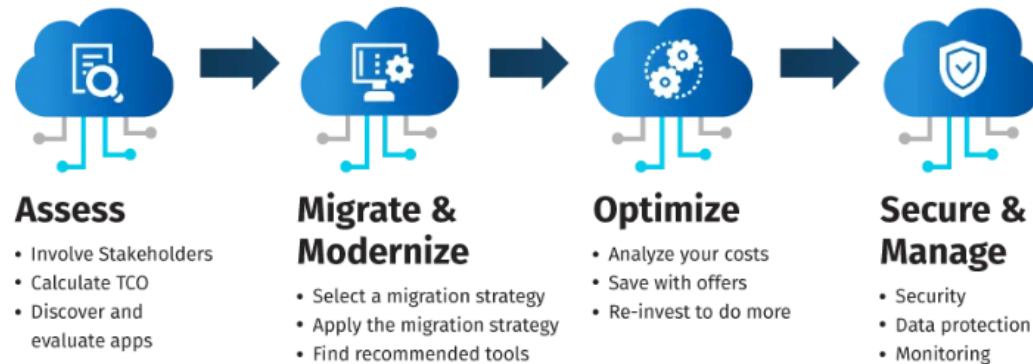 Assess
• Involve Stakeholders
• Calculate TCO
• Discover and
evaluate apps
Migrate &
Modernize
• Select a migration strategy
• Apply the migration strategy
• Find recommended tools
Optimize
• Analyze your costs
• Save with offers
• Re-invest to do more
Secure &
Manage
• Security
• Data protection
• Monitoring